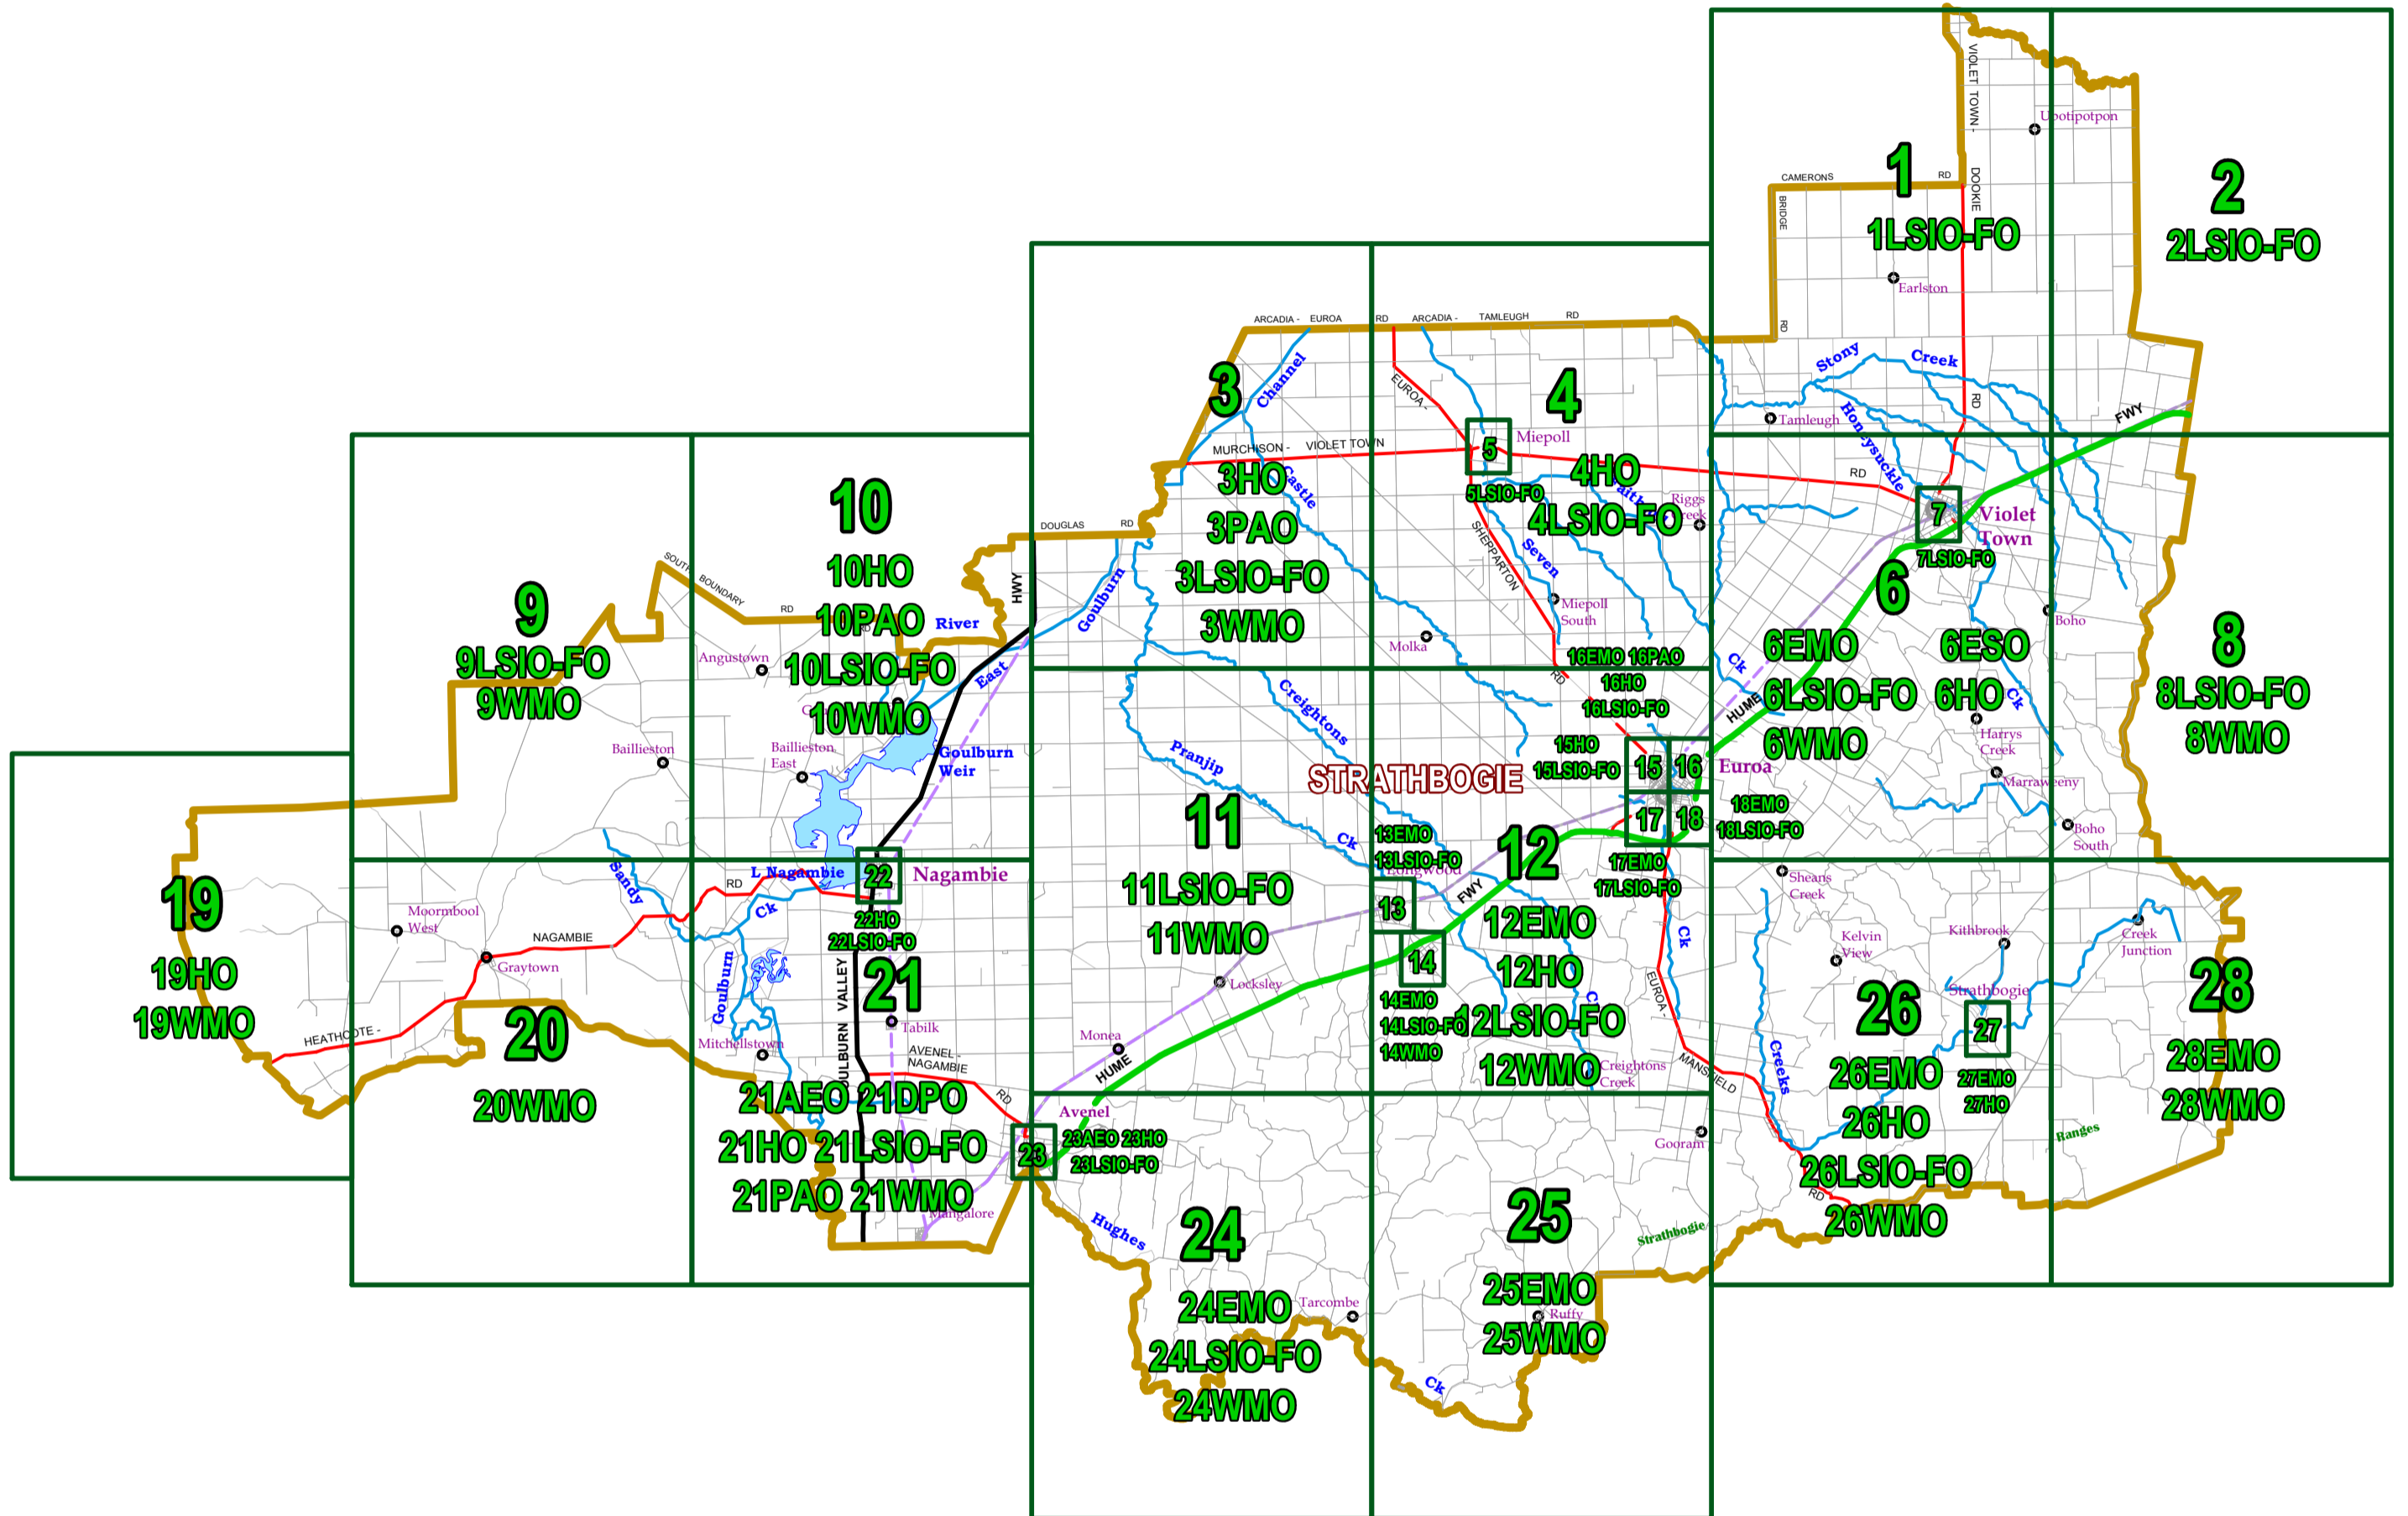 1
1LSIO-FO
2
2LSIO-FO
VIOLET TOWN -
DOOKIE
RD
Ubotipotpon
CAMERONS
RD
BRIDGE
RD
Earlston
Stony
Creek
Honeysuckle
Tamleugh
FWY
ARCADIA -
EUROA
RD
ARCADIA -
TAMLEUGH
RD
3
Channel
3HO
3PAO
3LSIO-FO
3WMO
Castle
MURCHISON -
VIOLET TOWN
RD
EUROA -
SHEPPARTON
RD
4
4HO
4LSIO-FO
5
5LSIO-FO
Miepoll
Riggs
Seven
Miepoll
South
Molka
7
7LSIO-FO
Violet
Town
6
6EMO 6ESO
6LSIO-FO 6HO
6WMO
Ck
HUME
Ck
Harrys
Creek
Marraweeny
Boho
Boho
South
8
8LSIO-FO
8WMO
9
9LSIO-FO
9WMO
SOUTH
BOUNDARY
RD
Angustown
Baillieston
Baillieston
East
10
10HO
10PAO
10LSIO-FO
10WMO
River
DOUGLAS
RD
HWY
Goulburn
East
Goulburn
Weir
11
11LSIO-FO
11WMO
Pranjip
Ck
Creightons
Locksley
Monea
HUME
STRATHBOGIE
16EMO 16PAO
16HO
16LSIO-FO
15HO
15LSIO-FO
15
16
17
18
Euroa
18EMO
18LSIO-FO
17EMO
17LSIO-FO
12
12EMO
12HO
12LSIO-FO
12WMO
13EMO
13LSIO-FO
Longwood
13
FWY
14
14EMO
14LSIO-FO
14WMO
Ck
EUROA -
MANSFIELD
RD
Creightons
Creek
19
19HO
19WMO
Moormbool
West
Graytown
NAGAMBIE
RD
HEATHCOTE -
Sandy
Ck
20
20WMO
L Nagambie
22
Nagambie
22HO
22LSIO-FO
Goulburn
21
Tabilk
Mitchellstown
VALLEY
AVENEL -
NAGAMBIE
RD
21AEO 21DPO
21HO 21LSIO-FO
21PAO 21WMO
Mangalore
Avenel
23
23AEO 23HO
23LSIO-FO
Hughes
24
24EMO
24LSIO-FO
24WMO
Tarcombe
Ck
25
25EMO
25WMO
Ruffy
Gooram
Strathbogie
Ranges
Sheans
Creek
Kelvin
View
Creeks
Kithbrook
Creek
Junction
Strathbogie
26
26EMO
26HO
26LSIO-FO
26WMO
27
27EMO
27HO
28
28EMO
28WMO